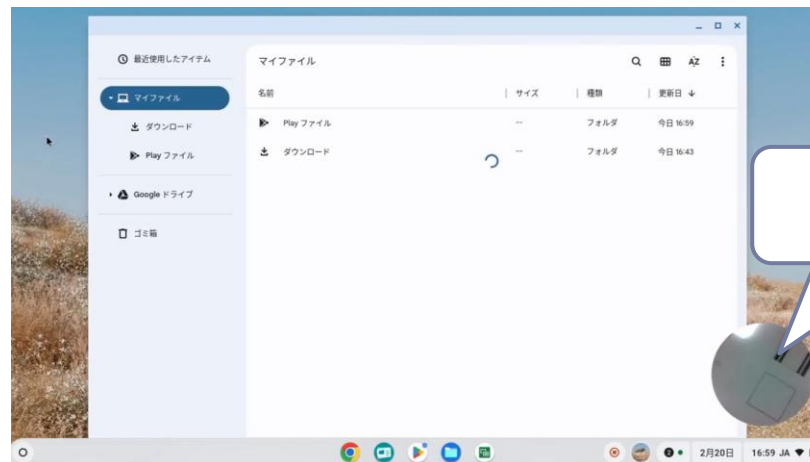 最近使用したアイテム
マイファイル
ダウンロード
Play ファイル
Google ドライブ
ゴミ箱
マイファイル
AZ
名前 サイズ 種類 更新日
Play ファイル -- フォルダ 今日 16:59
ダウンロード -- フォルダ 今日 16:43
2 2月20日 16:59 JA